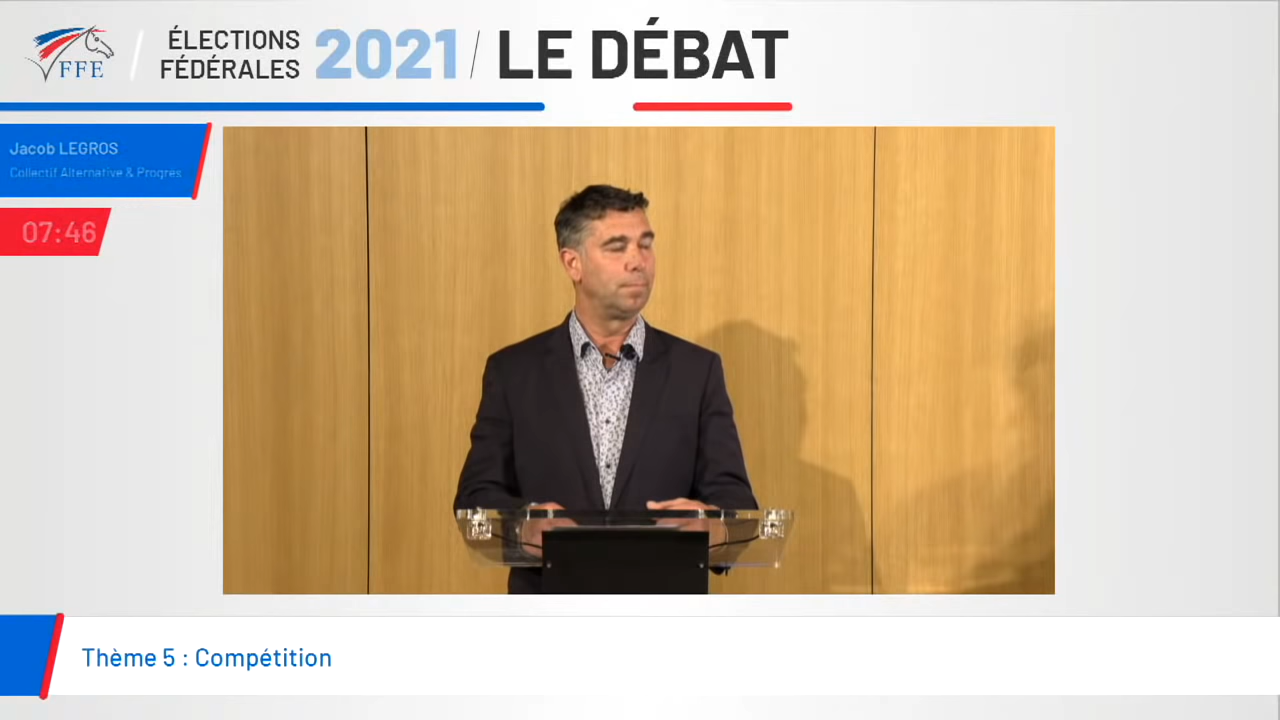 FFE
ÉLECTIONS
FÉDÉRALES
2021 / LE DÉBAT
Jacob LEGROS
Collectif Alternative & Progrès
07:46
Thème 5 : Compétition